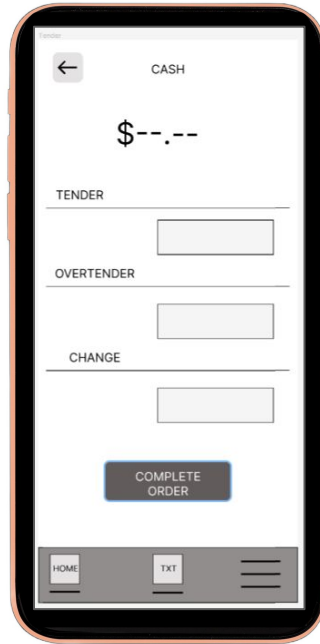 Tender
CASH
$--.--
TENDER
OVERTENDER
CHANGE
COMPLETE
ORDER
HOME
TXT